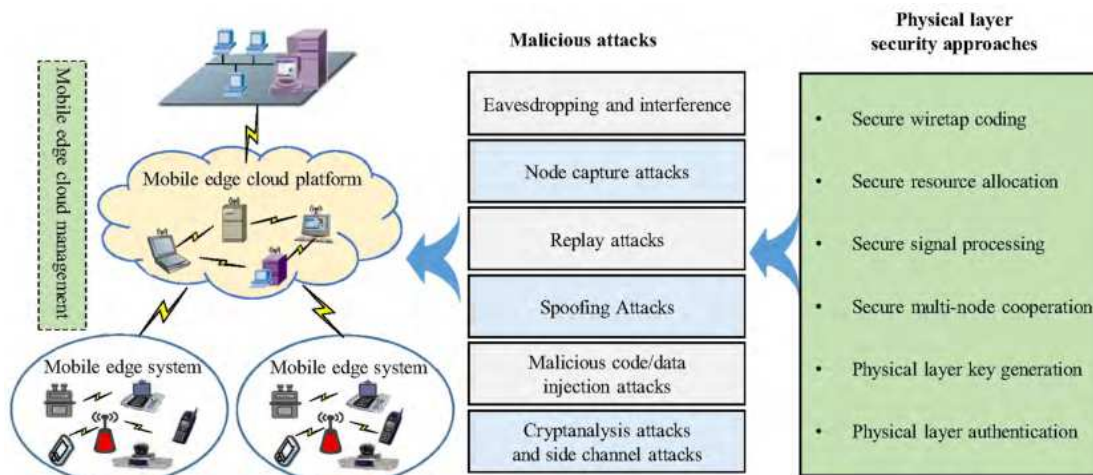 Mobile edge cloud management
Mobile edge cloud platform
Mobile edge system
Mobile edge system
Malicious attacks
Eavesdropping and interference
Node capture attacks
Replay attacks
Spoofing Attacks
Malicious code/data
injection attacks
Cryptanalysis attacks
and side channel attacks
Physical layer
security approaches
• Secure wiretap coding
• Secure resource allocation
• Secure signal processing
• Secure multi-node cooperation
• Physical layer key generation
• Physical layer authentication